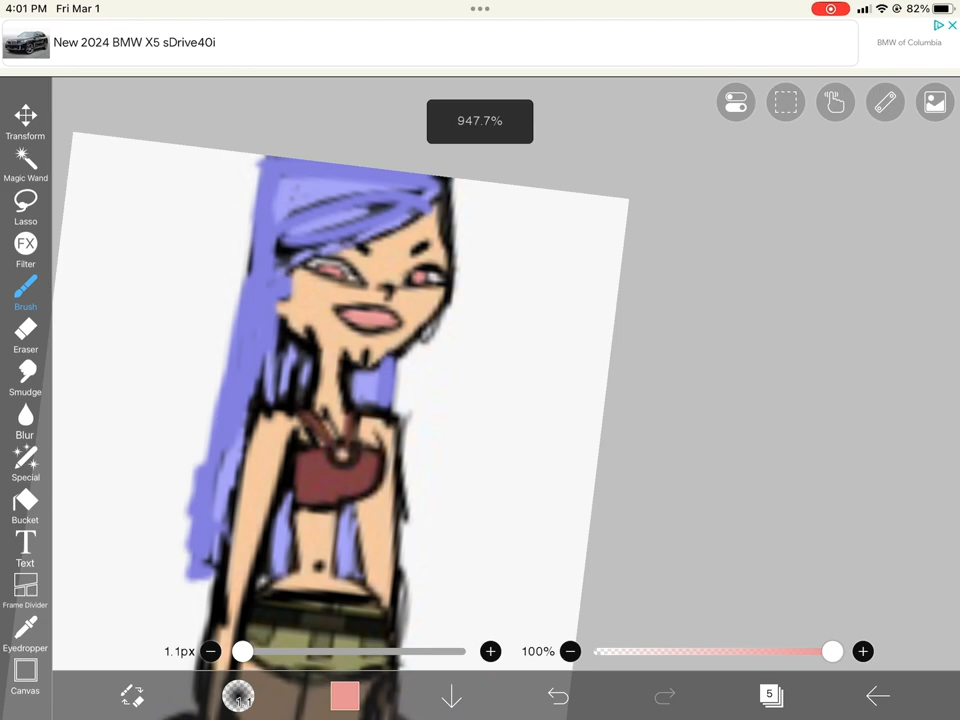 4:01 PM Fri Mar 1
82%
New 2024 BMW X5 sDrive40i
BMW of Columbia
947.7%
Transform
Magic Wand
Lasso
FX
Filter
Brush
Eraser
Smudge
Blur
Special
Bucket
T
Text
Frame Divider
Eyedropper
Canvas
1.1px
100%
1.1
5